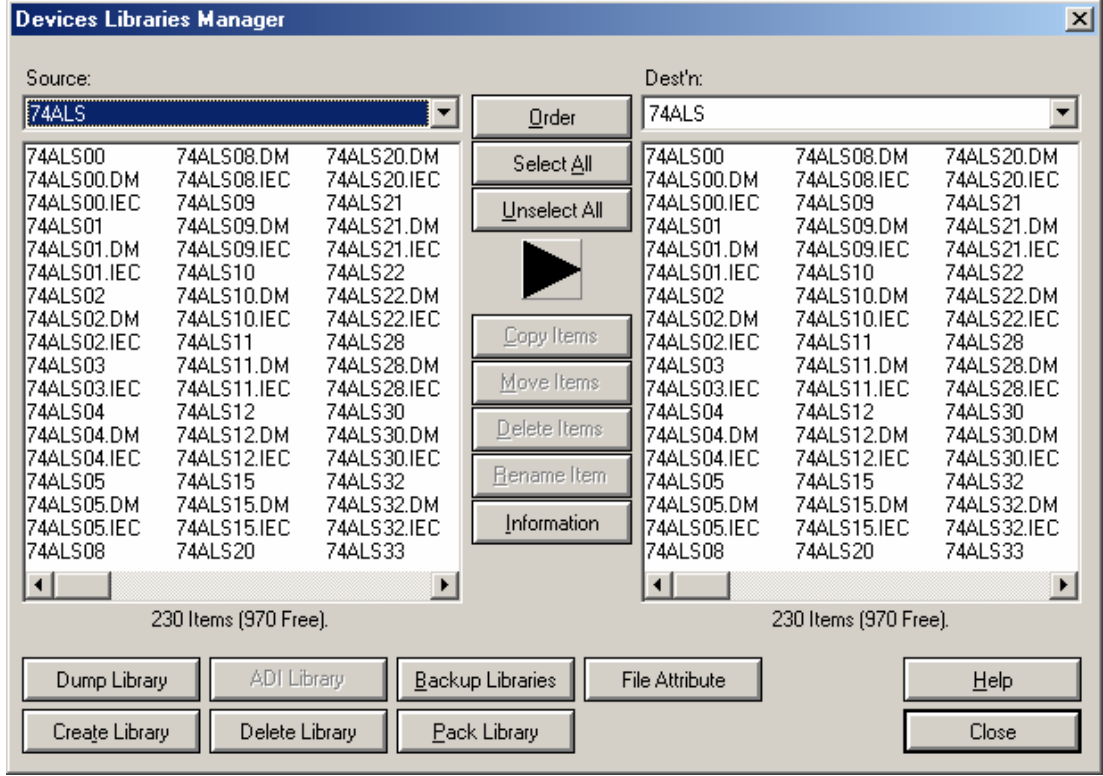 Devices Libraries Manager
Source:
Dest'n:
74ALS
Order
74ALS
Select All
Unselect All
74ALS00 74ALS08.DM 74ALS20.DM
74ALS00.DM 74ALS08.IEC 74ALS20.IEC
74ALS00.IEC 74ALS09 74ALS21
74ALS01 74ALS09.DM 74ALS21.DM
74ALS01.DM 74ALS09.IEC 74ALS21.IEC
74ALS01.IEC 74ALS10 74ALS22
74ALS02 74ALS10.DM 74ALS22.DM
74ALS02.DM 74ALS10.IEC 74ALS22.IEC
74ALS02.IEC 74ALS11 74ALS28
74ALS03 74ALS11.DM 74ALS28.DM
74ALS03.IEC 74ALS11.IEC 74ALS28.IEC
74ALS04 74ALS12 74ALS30
74ALS04.DM 74ALS12.DM 74ALS30.DM
74ALS04.IEC 74ALS12.IEC 74ALS30.IEC
74ALS05 74ALS15 74ALS32
74ALS05.DM 74ALS15.DM 74ALS32.DM
74ALS05.IEC 74ALS15.IEC 74ALS32.IEC
74ALS08 74ALS20 74ALS33
Copy Items
Move Items
Delete Items
Rename Item
Information
74ALS00 74ALS08.DM 74ALS20.DM
74ALS00.DM 74ALS08.IEC 74ALS20.IEC
74ALS00.IEC 74ALS09 74ALS21
74ALS01 74ALS09.DM 74ALS21.DM
74ALS01.DM 74ALS09.IEC 74ALS21.IEC
74ALS01.IEC 74ALS10 74ALS22
74ALS02 74ALS10.DM 74ALS22.DM
74ALS02.DM 74ALS10.IEC 74ALS22.IEC
74ALS02.IEC 74ALS11 74ALS28
74ALS03 74ALS11.DM 74ALS28.DM
74ALS03.IEC 74ALS11.IEC 74ALS28.IEC
74ALS04 74ALS12 74ALS30
74ALS04.DM 74ALS12.DM 74ALS30.DM
74ALS04.IEC 74ALS12.IEC 74ALS30.IEC
74ALS05 74ALS15 74ALS32
74ALS05.DM 74ALS15.DM 74ALS32.DM
74ALS05.IEC 74ALS15.IEC 74ALS32.IEC
74ALS08 74ALS20 74ALS33
230 Items (970 Free).
230 Items (970 Free).
Dump Library
ADI Library
Backup Libraries
File Attribute
Help
Create Library
Delete Library
Pack Library
Close